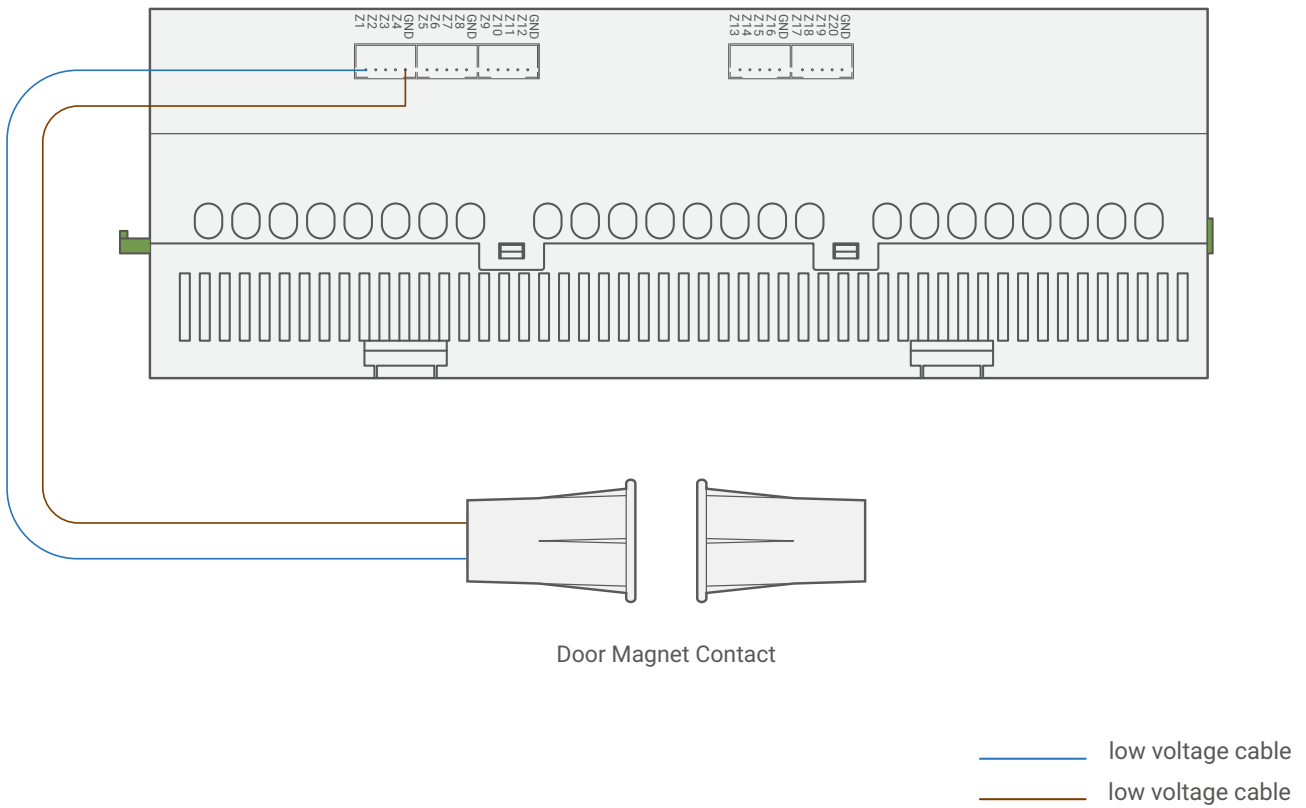 Z1
Z2
Z3
Z4
GND
Z5
Z6
Z7
Z8
GND
Z9
Z10
Z11
Z12
GND
Z13
Z14
Z15
Z16
GND
Z17
Z18
Z19
Z20
GND
Door Magnet Contact
low voltage cable
low voltage cable